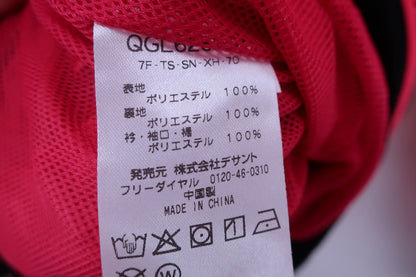 QGL625
7F-TS-SN-XH-70
表地
ポリエステル 100%
裏地
ポリエステル 100%
衿・袖口・裾
ポリエステル 100%
発売元 株式会社デサント
フリーダイヤル 0120-46-0310
中国製
MADE IN CHINA